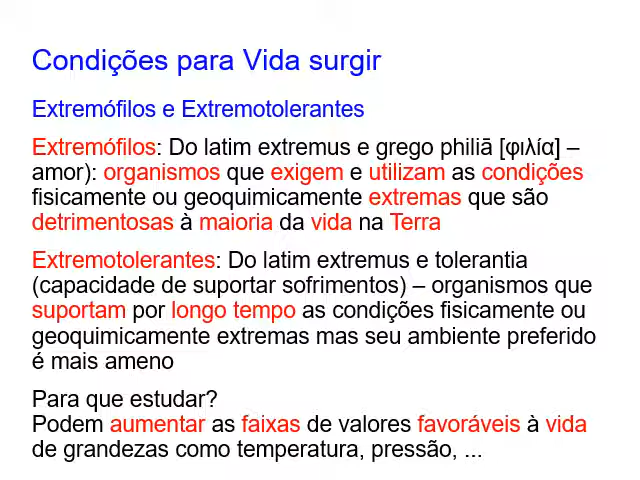 Condições para Vida surgir
Extremófilos e Extremotolerantes
Extremófilos: Do latim extremus e grego philiā [φιλία] –
amor): organismos que exigem e utilizam as condições
fisicamente ou geoquimicamente extremas que são
detrimentosas à maioria da vida na Terra
Extremotolerantes: Do latim extremus e tolerantia
(capacidade de suportar sofrimentos) – organismos que
suportam por longo tempo as condições fisicamente ou
geoquimicamente extremas mas seu ambiente preferido
é mais ameno
Para que estudar?
Podem aumentar as faixas de valores favoráveis à vida
de grandezas como temperatura, pressão, ...